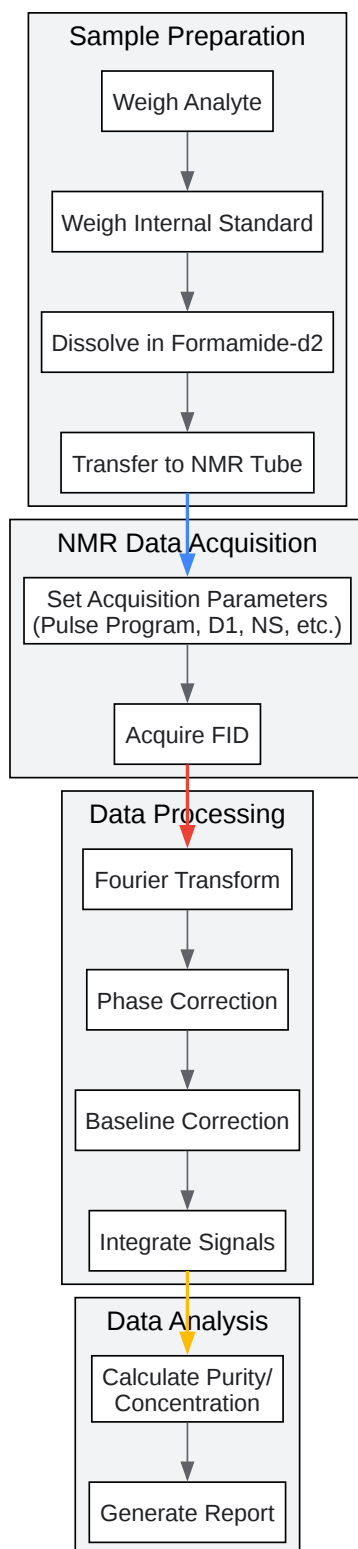 Sample Preparation
Weigh Analyte
Weigh Internal Standard
Dissolve in Formamide-d2
Transfer to NMR Tube
NMR Data Acquisition
Set Acquisition Parameters
(Pulse Program, D1, NS, etc.)
Acquire FID
Data Processing
Fourier Transform
Phase Correction
Baseline Correction
Integrate Signals
Data Analysis
Calculate Purity/
Concentration
Generate Report